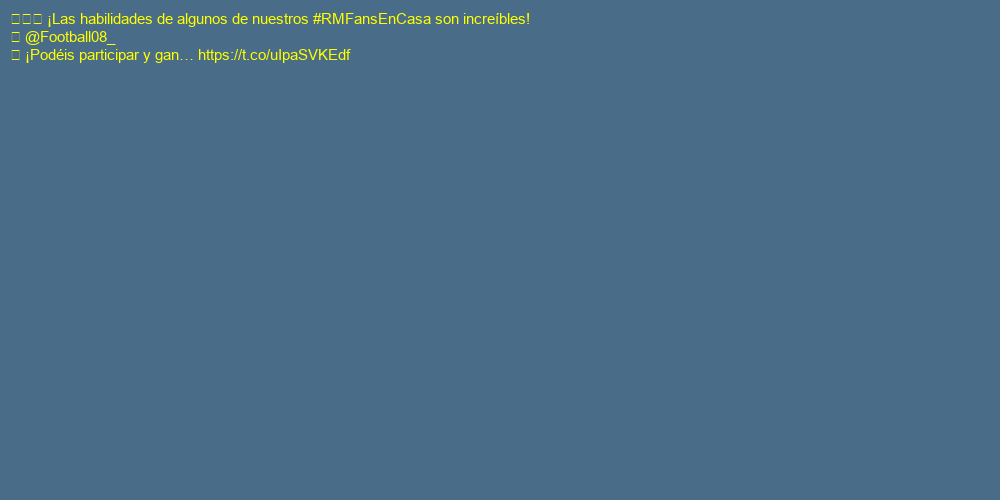 ¡Las habilidades de algunos de nuestros #RMFansEnCasa son increíbles!
@Football08_
¡Podéis participar y gan… https://t.co/uIpaSVKEdf